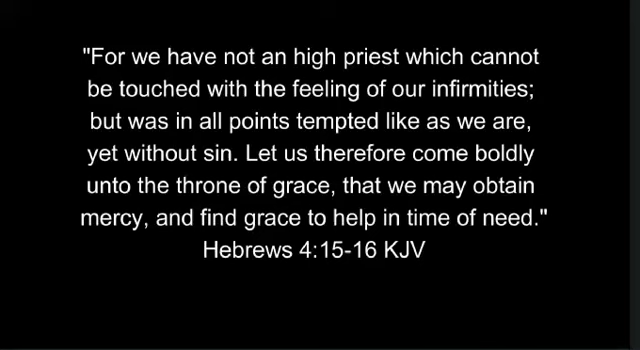 "For we have not an high priest which cannot
be touched with the feeling of our infirmities;
but was in all points tempted like as we are,
yet without sin. Let us therefore come boldly
unto the throne of grace, that we may obtain
mercy, and find grace to help in time of need."
Hebrews 4:15-16 KJV